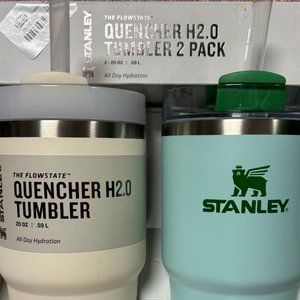 THE FLOWSTATE™
QUENCHER H2.0
TUMBLER 2 PACK
2 - 20 OZ | .59 L
All Day Hydration
STANLEY
THE FLOWSTATE™
QUENCHER H2.0
TUMBLER
20 OZ | .59 L
All Day Hydration
STANLEY
STANLEY